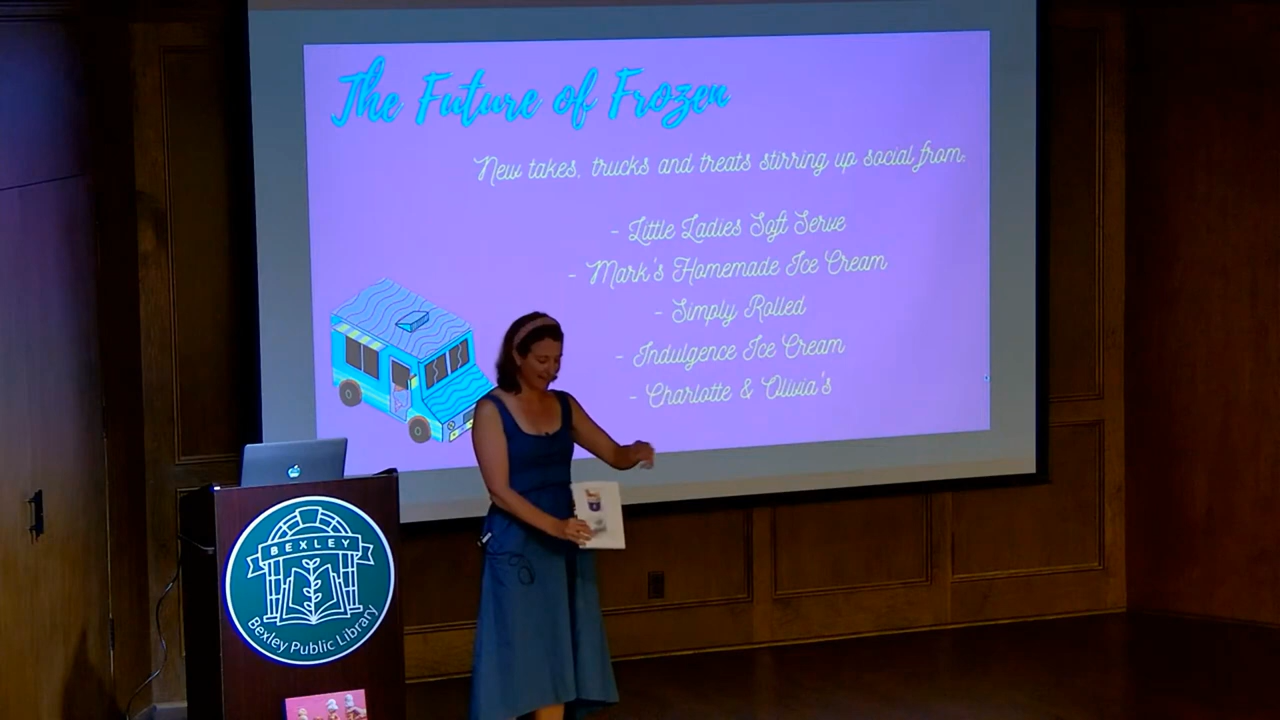 The Future of Frozen
New takes, trucks and treats stirring up social from:
- Little Ladies Soft Serve
- Mark's Homemade Ice Cream
- Simply Rolled
- Indulgence Ice Cream
- Charlotte & Olivia's
BEXLEY
Bexley Public Library